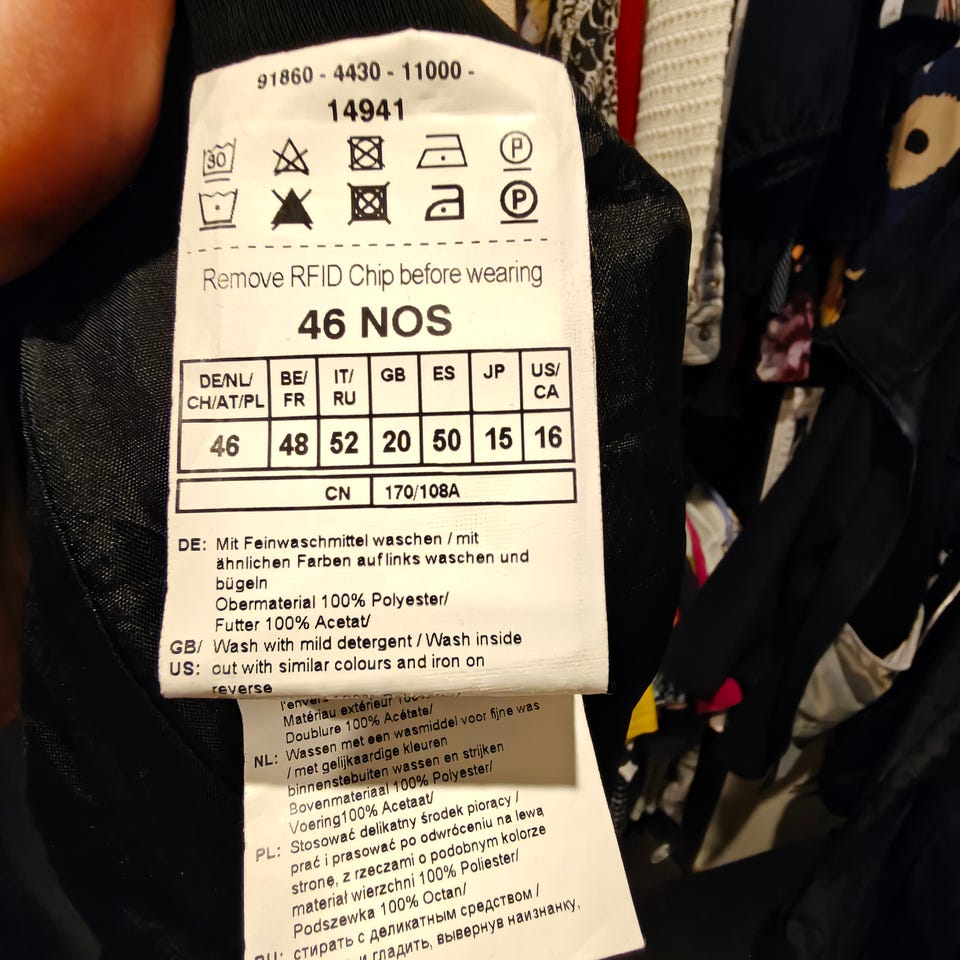 91860 - 4430 - 11000 -
14941
30 P
P
Remove RFID Chip before wearing
46 NOS
DE/NL/ CH/AT/PL BE/ FR IT/ RU GB ES JP US/ CA
46 48 52 20 50 15 16
CN 170/108A
DE: Mit Feinwaschmittel waschen / mit
ähnlichen Farben auf links waschen und
bügeln
Obermaterial 100% Polyester/
Futter 100% Acetat/
GB/ Wash with mild detergent / Wash inside
US: out with similar colours and iron on
reverse
l'envers
Matériau extérieur 100%
Doublure 100% Acétate/
NL: Wassen met een wasmiddel voor fijne was
/ met gelijkaardige kleuren
binnenstebuiten wassen en strijken
Bovenmateriaal 100% Polyester/
Voering100% Acetaat/
PL: Stosować delikatny środek piorący /
prać i prasować po odwróceniu na lewą
stronę, z rzeczami o podobnym kolorze
materiał wierzchni 100% Poliester/
Podszewka 100% Octan/
RU: стирать с деликатным средством /
и гладить, вывернув наизнанку,